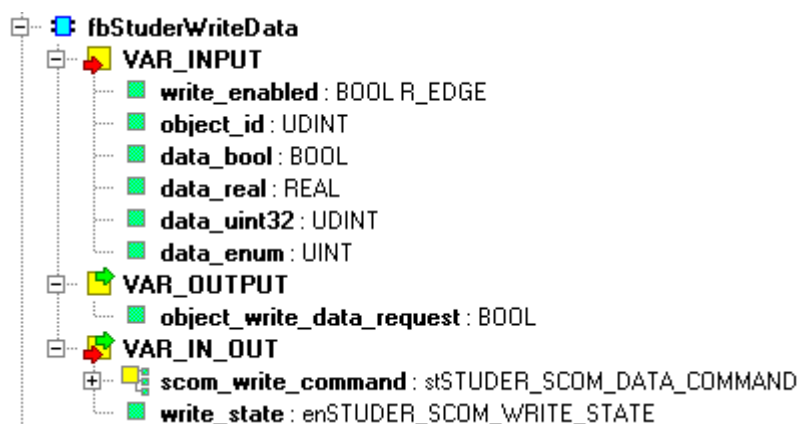 fbStuderWriteData
VAR_INPUT
write_enabled : BOOL R_EDGE
object_id : UDINT
data_bool : BOOL
data_real : REAL
data_uint32 : UDINT
data_enum : UINT
VAR_OUTPUT
object_write_data_request : BOOL
VAR_IN_OUT
scom_write_command : stSTUDER_SCOM_DATA_COMMAND
write_state : enSTUDER_SCOM_WRITE_STATE